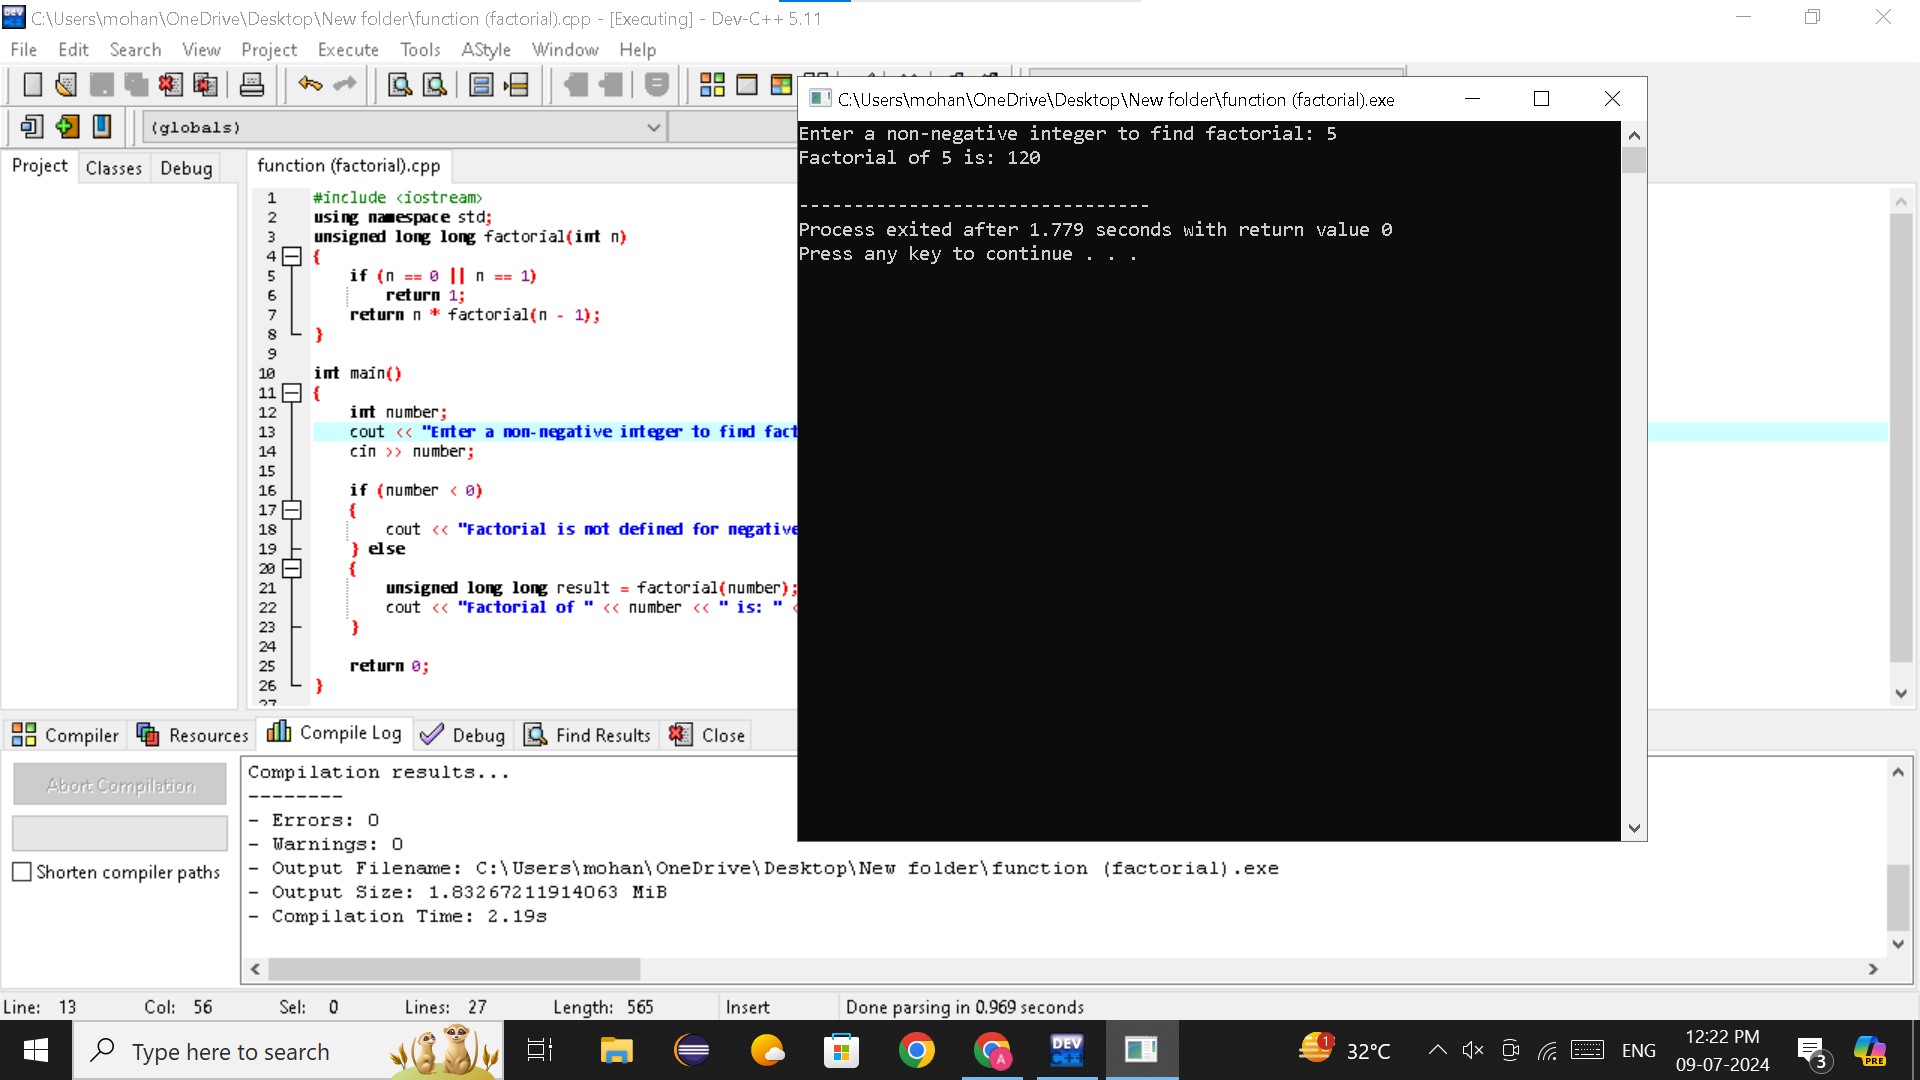 C:\Users\mohan\OneDrive\Desktop\New folder\function (factorial).cpp - [Executing] - Dev-C++ 5.11
File Edit Search View Project Execute Tools AStyle Window Help
(globals)
Project Classes Debug
function (factorial).cpp
1 #include <iostream>
2 using namespace std;
3 unsigned long long factorial(int n)
4 {
5 if (n == 0 || n == 1)
6 return 1;
7 return n * factorial(n - 1);
8 }
9
10 int main()
11 {
12 int number;
13 cout << "Enter a non-negative integer to find fact
14 cin >> number;
15
16 if (number < 0)
17 {
18 cout << "Factorial is not defined for negative
19 } else
20 {
21 unsigned long long result = factorial(number);
22 cout << "Factorial of " << number << " is: " <
23 }
24
25 return 0;
26 }
27
C:\Users\mohan\OneDrive\Desktop\New folder\function (factorial).exe
Enter a non-negative integer to find factorial: 5
Factorial of 5 is: 120
--------------------------------
Process exited after 1.779 seconds with return value 0
Press any key to continue . . .
Compiler Resources Compile Log Debug Find Results Close
Abort Compilation
Shorten compiler paths
Compilation results...
--------
- Errors: 0
- Warnings: 0
- Output Filename: C:\Users\mohan\OneDrive\Desktop\New folder\function (factorial).exe
- Output Size: 1.83267211914063 MiB
- Compilation Time: 2.19s
Line: 13 Col: 56 Sel: 0 Lines: 27 Length: 565 Insert Done parsing in 0.969 seconds
Type here to search
DEV C++
1
32°C
ENG
12:22 PM
09-07-2024
3
PRE